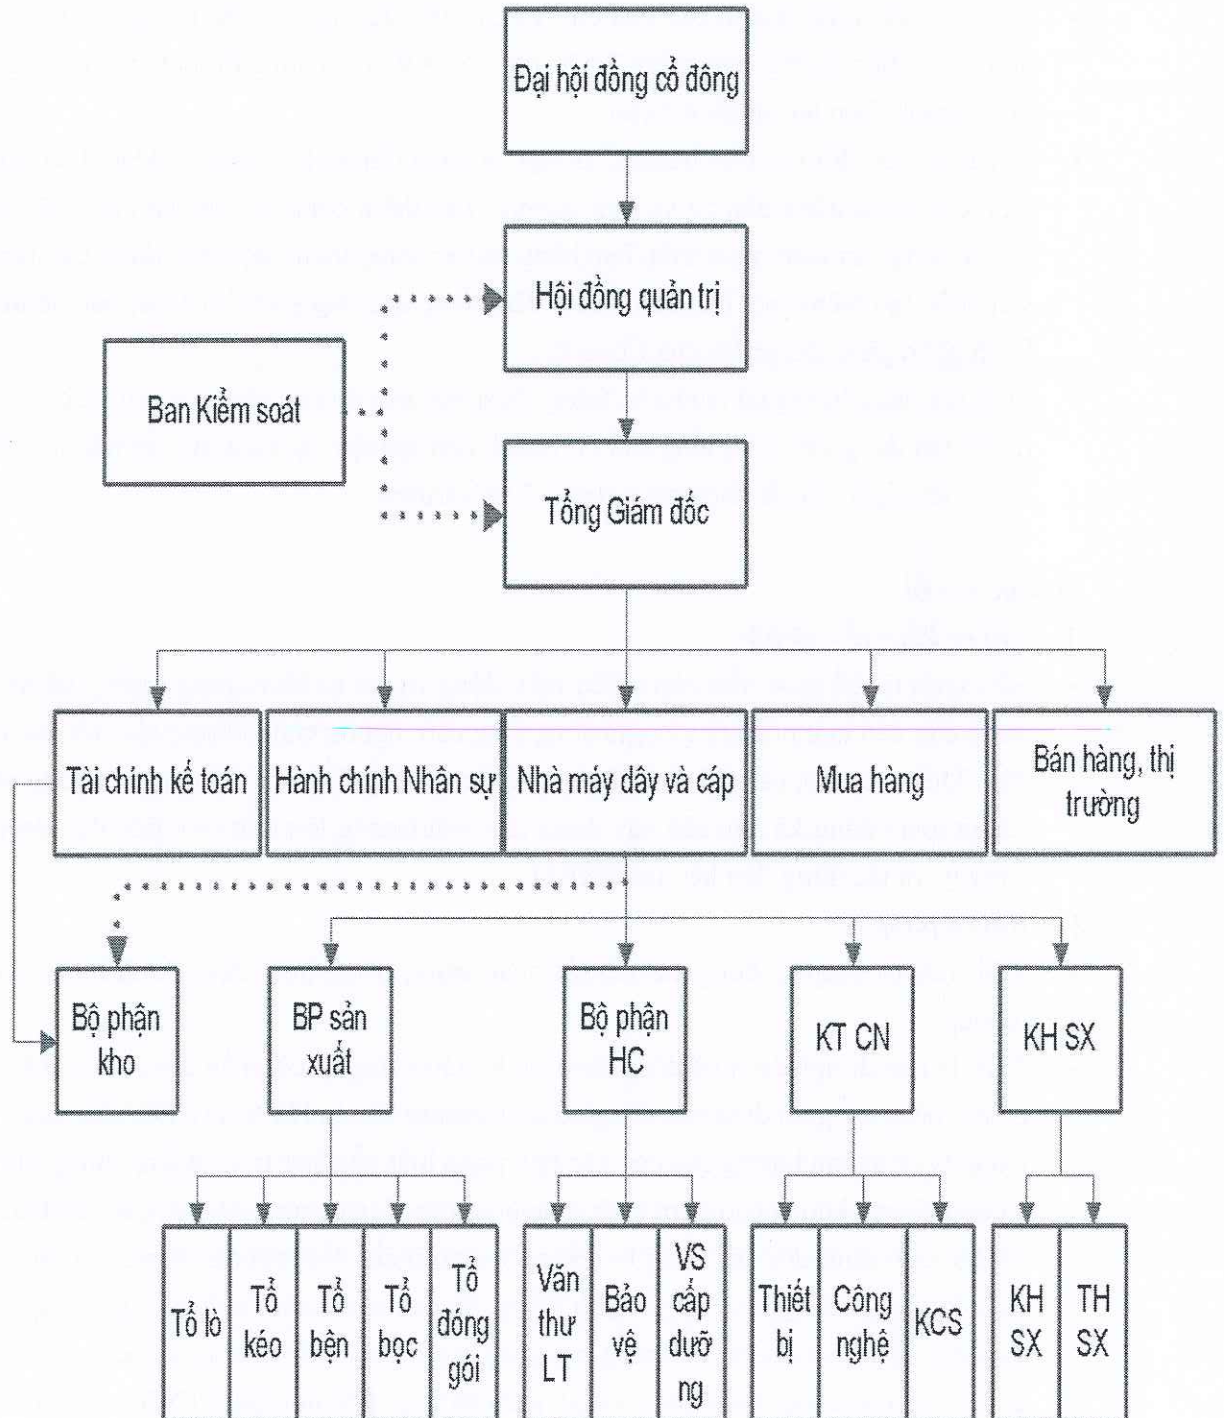 Đại hội đồng cổ đông
Hội đồng quản trị
Ban Kiểm soát
Tổng Giám đốc
Tài chính kế toán
Hành chính Nhân sự
Nhà máy dây và cáp
Mua hàng
Bán hàng, thị
trường
Bộ phận
kho
BP sản
xuất
Bộ phận
HC
KT CN
KH SX
Tổ lò
Tổ
kéo
Tổ
bện
Tổ
bọc
Tổ
đóng
gói
Văn
thư
LT
Bảo
vệ
VS
cấp
dưỡ
ng
Thiết
bị
Công
nghệ
KCS
KH
SX
TH
SX